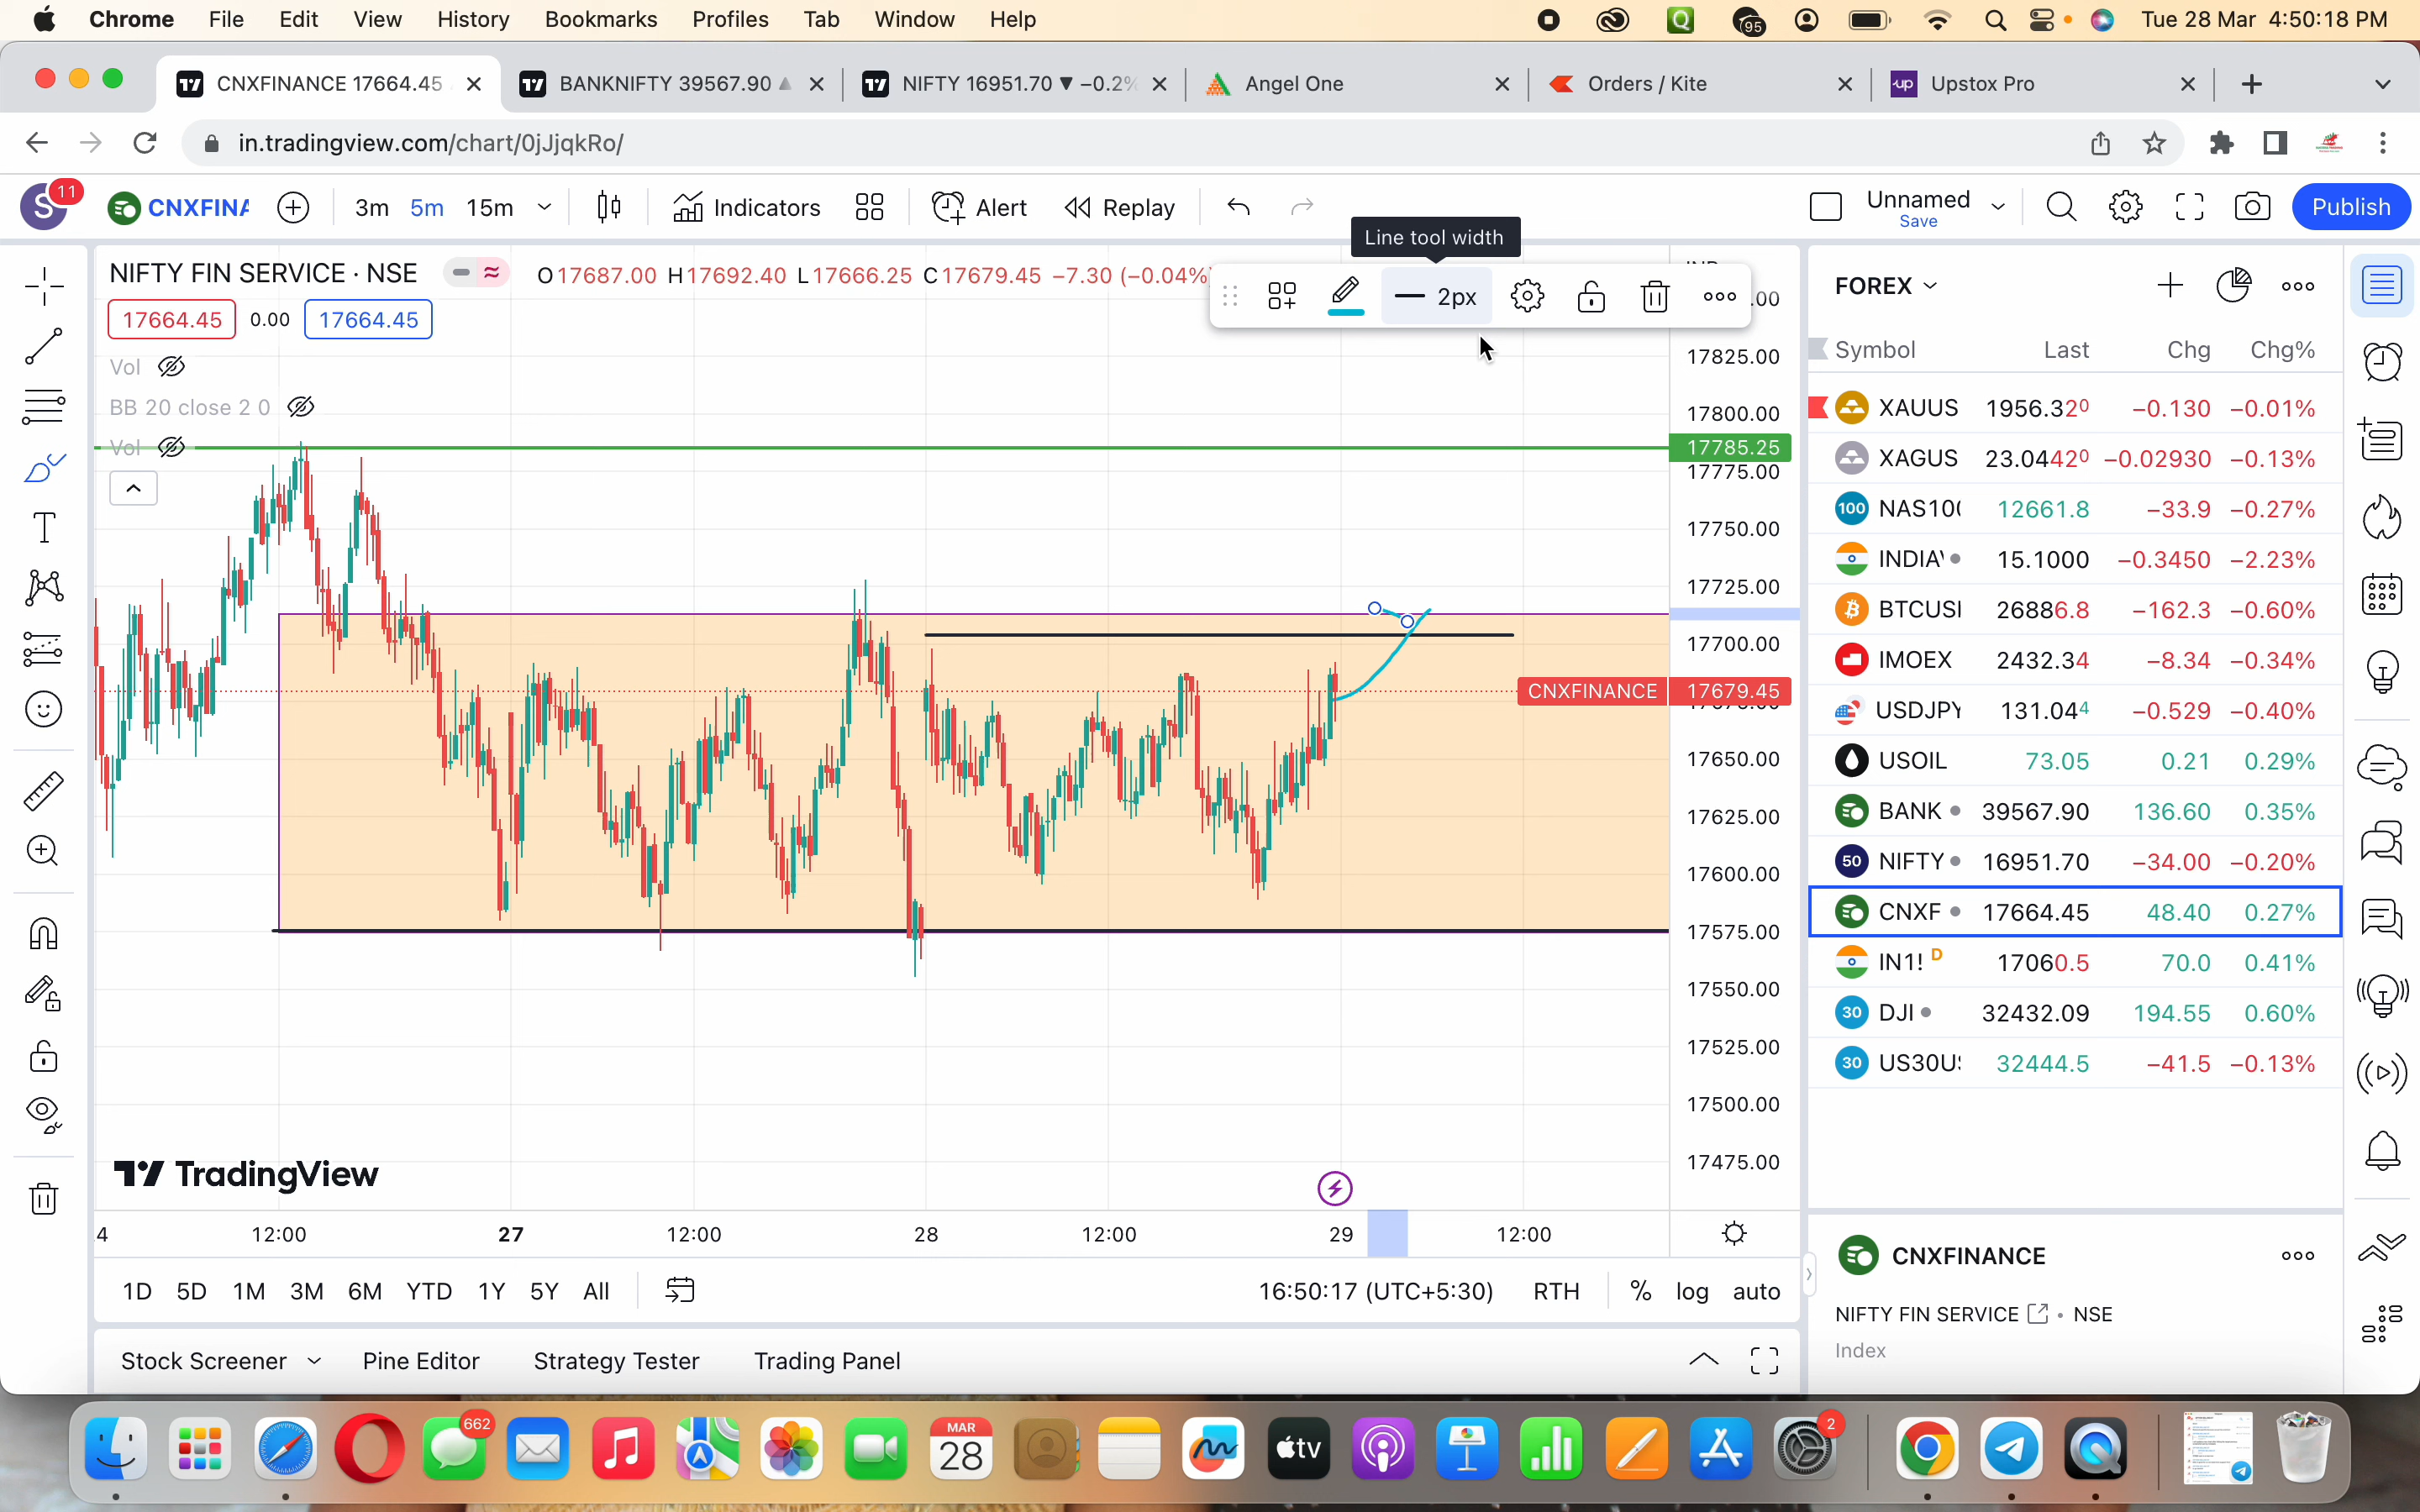 Chrome File Edit View History Bookmarks Profiles Tab Window Help 95 Tue 28 Mar 4:50:18 PM
CNXFINANCE 17664.45 BANKNIFTY 39567.90 ▲ NIFTY 16951.70 ▼ −0.2% Angel One Orders / Kite up Upstox Pro
in.tradingview.com/chart/0jJjqkRo/
S 11 CNXFINA 3m 5m 15m Indicators Alert Replay Unnamed Save Publish
Line tool width
NIFTY FIN SERVICE · NSE O17687.00 H17692.40 L17666.25 C17679.45 −7.30 (−0.04%)
2px
17664.45 0.00 17664.45
Vol
BB 20 close 2 0
Vol
17825.00
17800.00
17785.25
17775.00
17750.00
17725.00
17700.00
CNXFINANCE 17679.45
17650.00
17625.00
17600.00
17575.00
17550.00
17525.00
17500.00
17475.00
TradingView
4 12:00 27 12:00 28 12:00 29 12:00
1D 5D 1M 3M 6M YTD 1Y 5Y All 16:50:17 (UTC+5:30) RTH % log auto
Stock Screener Pine Editor Strategy Tester Trading Panel
FOREX
Symbol Last Chg Chg%
XAUUS 1956.320 −0.130 −0.01%
XAGUS 23.04420 −0.02930 −0.13%
100 NAS10 12661.8 −33.9 −0.27%
INDIA 15.1000 −0.3450 −2.23%
BTCUS 26886.8 −162.3 −0.60%
IMOEX 2432.34 −8.34 −0.34%
USDJPY 131.044 −0.529 −0.40%
USOIL 73.05 0.21 0.29%
BANK 39567.90 136.60 0.35%
50 NIFTY 16951.70 −34.00 −0.20%
CNXF 17664.45 48.40 0.27%
IN1! D 17060.5 70.0 0.41%
30 DJI 32432.09 194.55 0.60%
30 US30U 32444.5 −41.5 −0.13%
CNXFINANCE
NIFTY FIN SERVICE • NSE
Index
662 MAR 28 tv 2